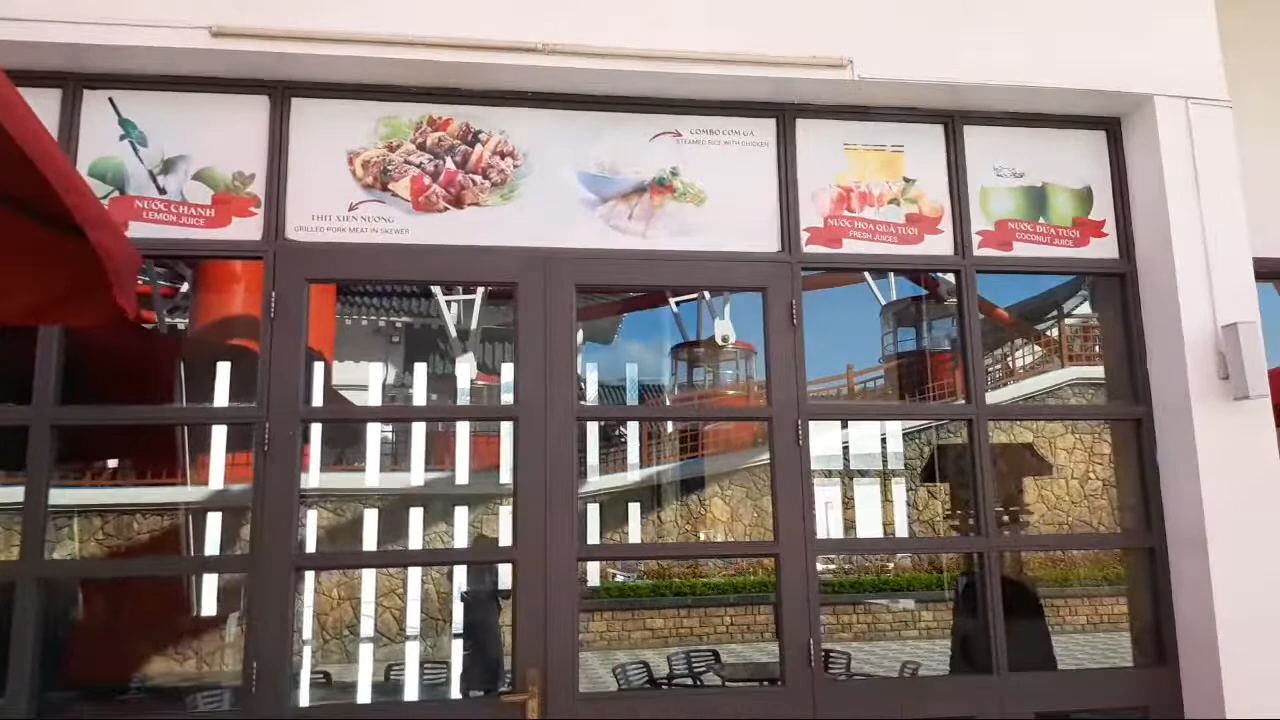 NƯỚC CHANH
LEMON JUICE
THỊT XIÊN NƯỚNG
GRILLED PORK MEAT IN SKEWER
COMBO CƠM GÀ
STEAMED RICE WITH CHICKEN
NƯỚC HOA QUẢ TƯƠI
FRESH JUICES
NƯỚC DỪA TƯƠI
COCONUT JUICE